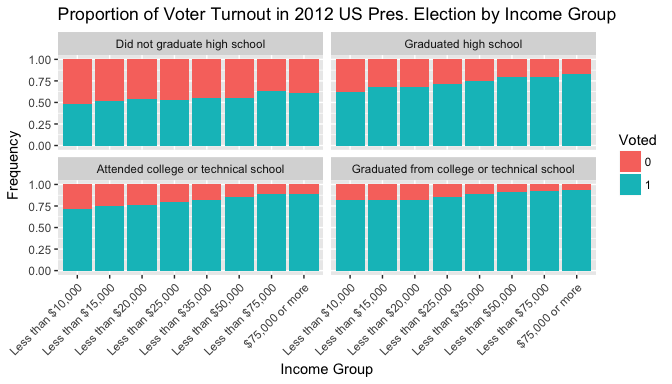 Proportion of Voter Turnout in 2012 US Pres. Election by Income Group
Did not graduate high school
Graduated high school
1.00
0.75
0.50
0.25
0.00
Attended college or technical school
Graduated from college or technical school
1.00
0.75
0.50
0.25
0.00
Frequency
Less than $10,000
Less than $15,000
Less than $20,000
Less than $25,000
Less than $35,000
Less than $50,000
Less than $75,000
$75,000 or more
Less than $10,000
Less than $15,000
Less than $20,000
Less than $25,000
Less than $35,000
Less than $50,000
Less than $75,000
$75,000 or more
Income Group
Voted
0
1